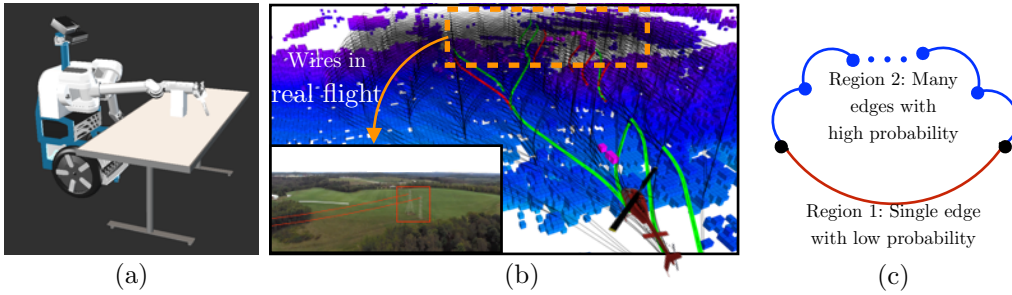 Wires in
real flight
Region 2: Many
edges with
high probability
Region 1: Single edge
with low probability
(a)
(b)
(c)